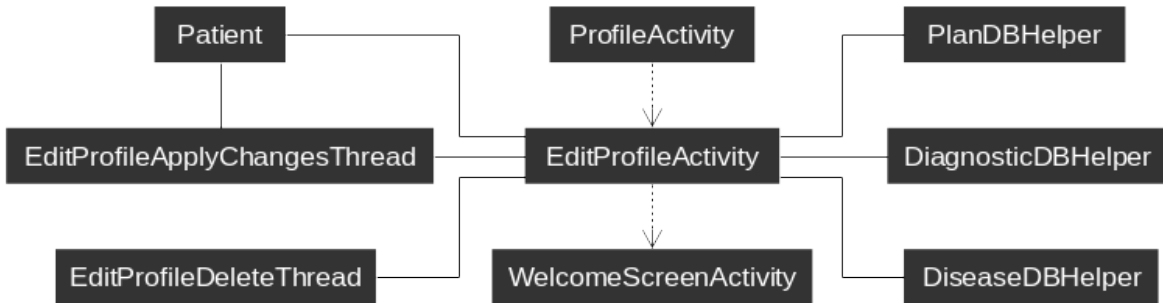 Patient
ProfileActivity
PlanDBHelper
EditProfileApplyChangesThread
EditProfileActivity
DiagnosticDBHelper
EditProfileDeleteThread
WelcomeScreenActivity
DiseaseDBHelper